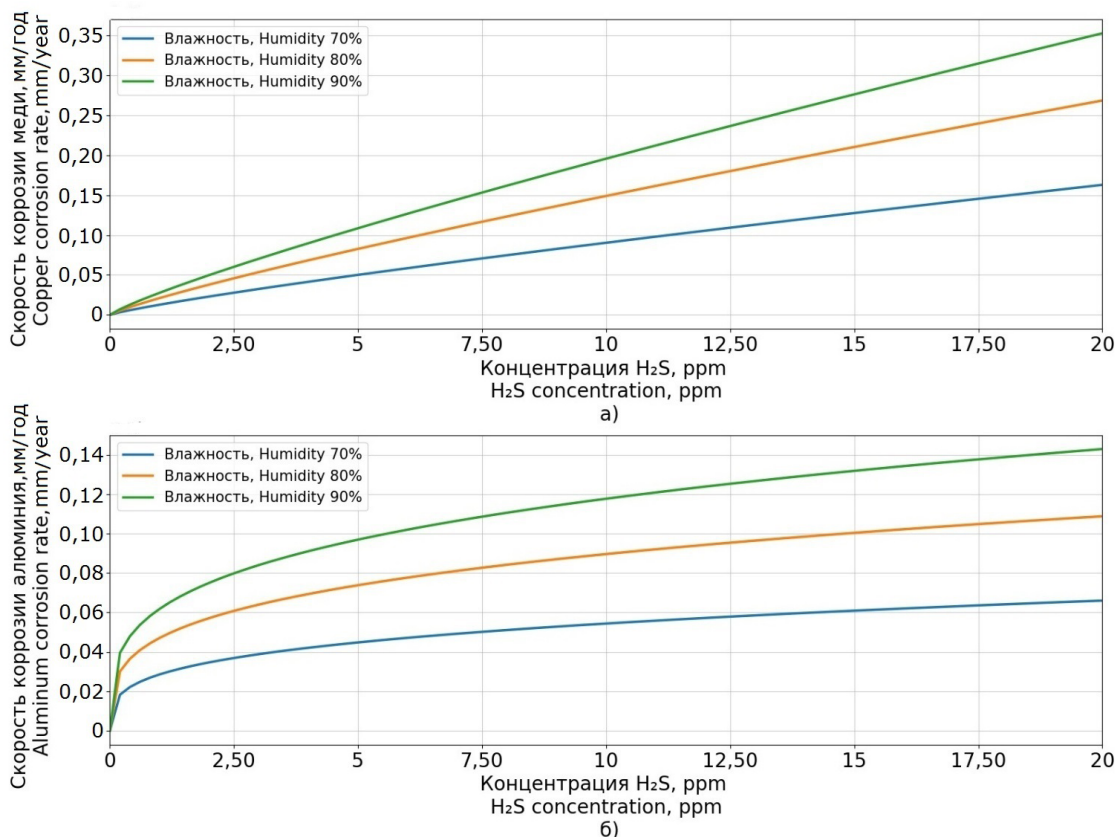 Скорость коррозии меди, мм/год
Copper corrosion rate, mm/year
0,35
0,30
0,25
0,20
0,15
0,10
0,05
0
Влажность, Humidity 70%
Влажность, Humidity 80%
Влажность, Humidity 90%
0 2,50 5 7,50 10 12,50 15 17,50 20
Концентрация H₂S, ppm
H₂S concentration, ppm
а)
Скорость коррозии алюминия,мм/год
Aluminum corrosion rate,mm/year
0,14
0,12
0,10
0,08
0,06
0,04
0,02
0
Влажность, Humidity 70%
Влажность, Humidity 80%
Влажность, Humidity 90%
0 2,50 5 7,50 10 12,50 15 17,50 20
Концентрация H₂S, ppm
H₂S concentration, ppm
б)